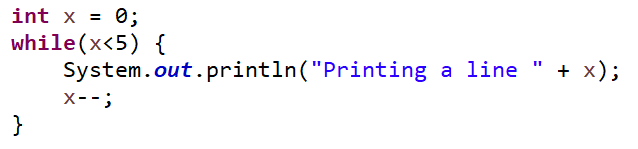 int x = 0;
while(x<5) {
    System.out.println("Printing a line " + x);
    x--;
}